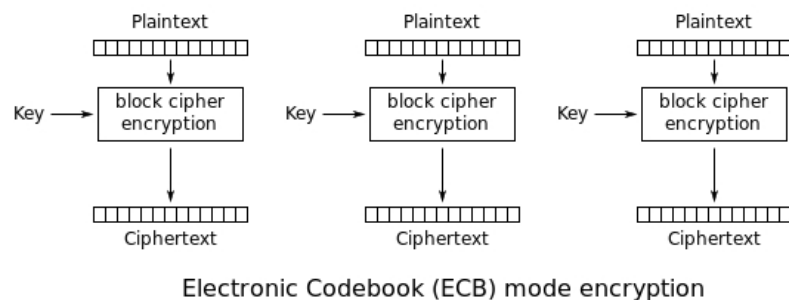 Plaintext Plaintext Plaintext
Key block cipher encryption Key block cipher encryption Key block cipher encryption
Ciphertext Ciphertext Ciphertext
Electronic Codebook (ECB) mode encryption